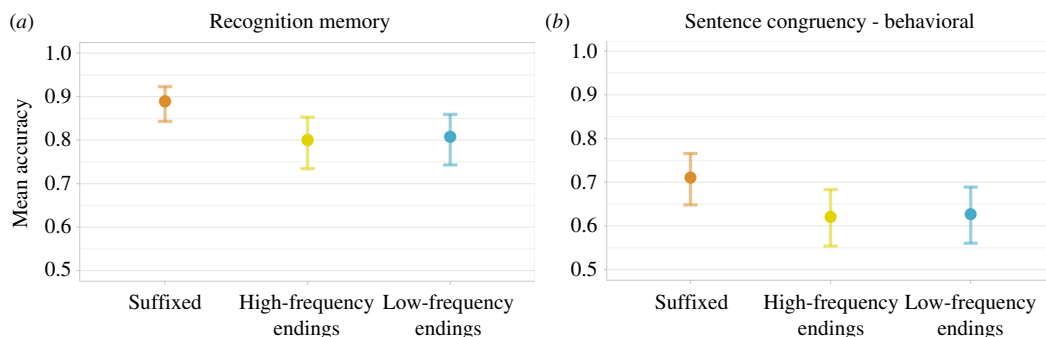 (a) Recognition memory
Mean accuracy
1.0
0.9
0.8
0.7
0.6
0.5
Suffixed
High-frequency
endings
Low-frequency
endings
(b) Sentence congruency - behavioral
1.0
0.9
0.8
0.7
0.6
0.5
Suffixed
High-frequency
endings
Low-frequency
endings